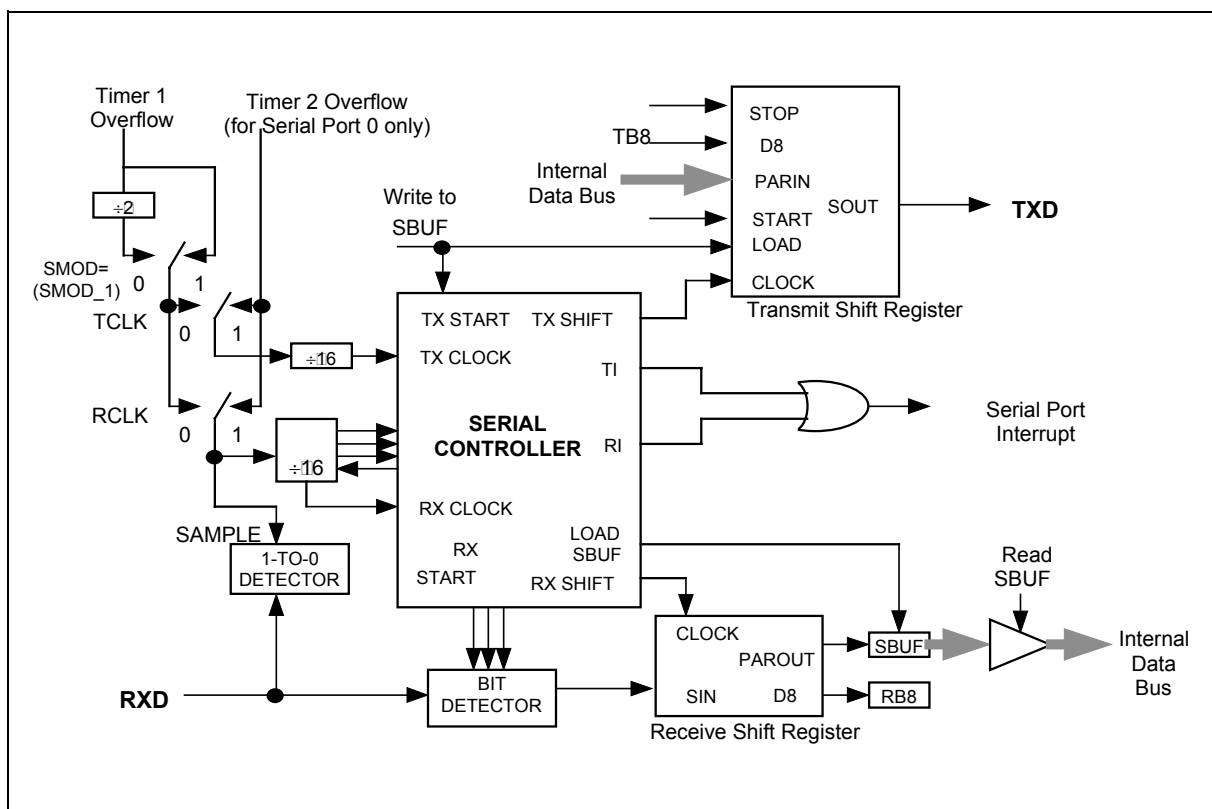 Timer 1
Overflow
Timer 2 Overflow
(for Serial Port 0 only)
÷2
SMOD=
(SMOD_1)
0
1
TCLK
0
1
÷16
RCLK
0
1
÷16
SAMPLE
1-TO-0
DETECTOR
RXD
Write to
SBUF
TX START
TX SHIFT
TX CLOCK
TI
SERIAL
CONTROLLER
RI
RX CLOCK
LOAD
SBUF
RX
START
RX SHIFT
BIT
DETECTOR
TB8
Internal
Data Bus
STOP
D8
PARIN
SOUT
START
LOAD
CLOCK
Transmit Shift Register
TXD
Serial Port
Interrupt
CLOCK
PAROUT
SIN
D8
Receive Shift Register
SBUF
RB8
Read
SBUF
Internal
Data
Bus